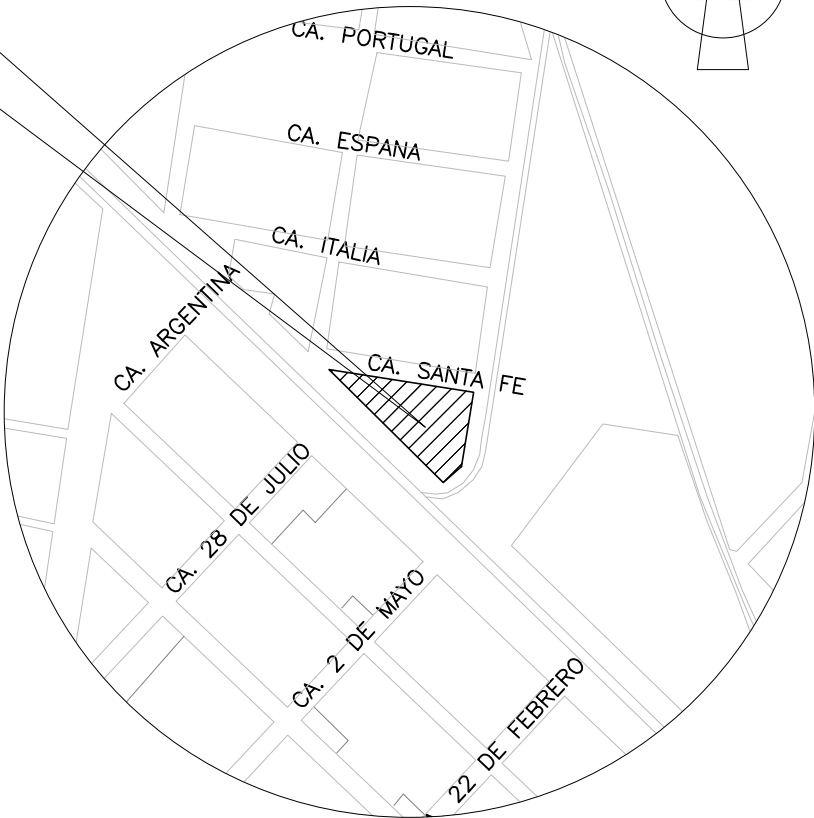 CA. PORTUGAL
CA. ESPANA
CA. ITALIA
CA. ARGENTINA
CA. SANTA FE
CA. 28 DE JULIO
CA. 2 DE MAYO
22 DE FEBRERO